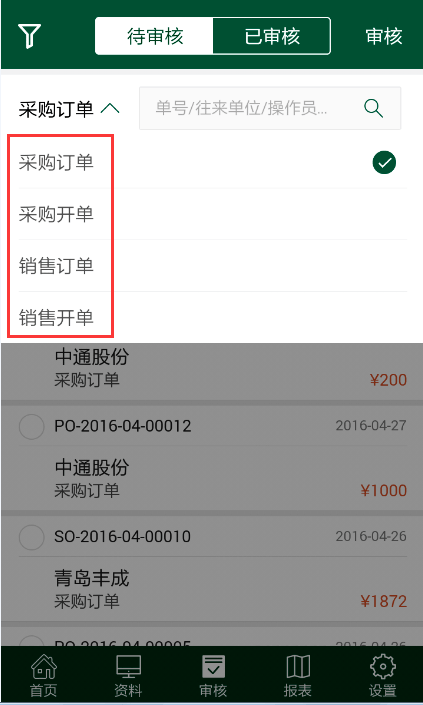 待审核 已审核 审核
采购订单 单号/往来单位/操作员...
采购订单
采购开单
销售订单
销售开单
中通股份
采购订单 ¥200
PO-2016-04-00012 2016-04-27
中通股份
采购订单 ¥1000
SO-2016-04-00010 2016-04-26
青岛丰成
采购订单 ¥1872
首页 资料 审核 报表 设置